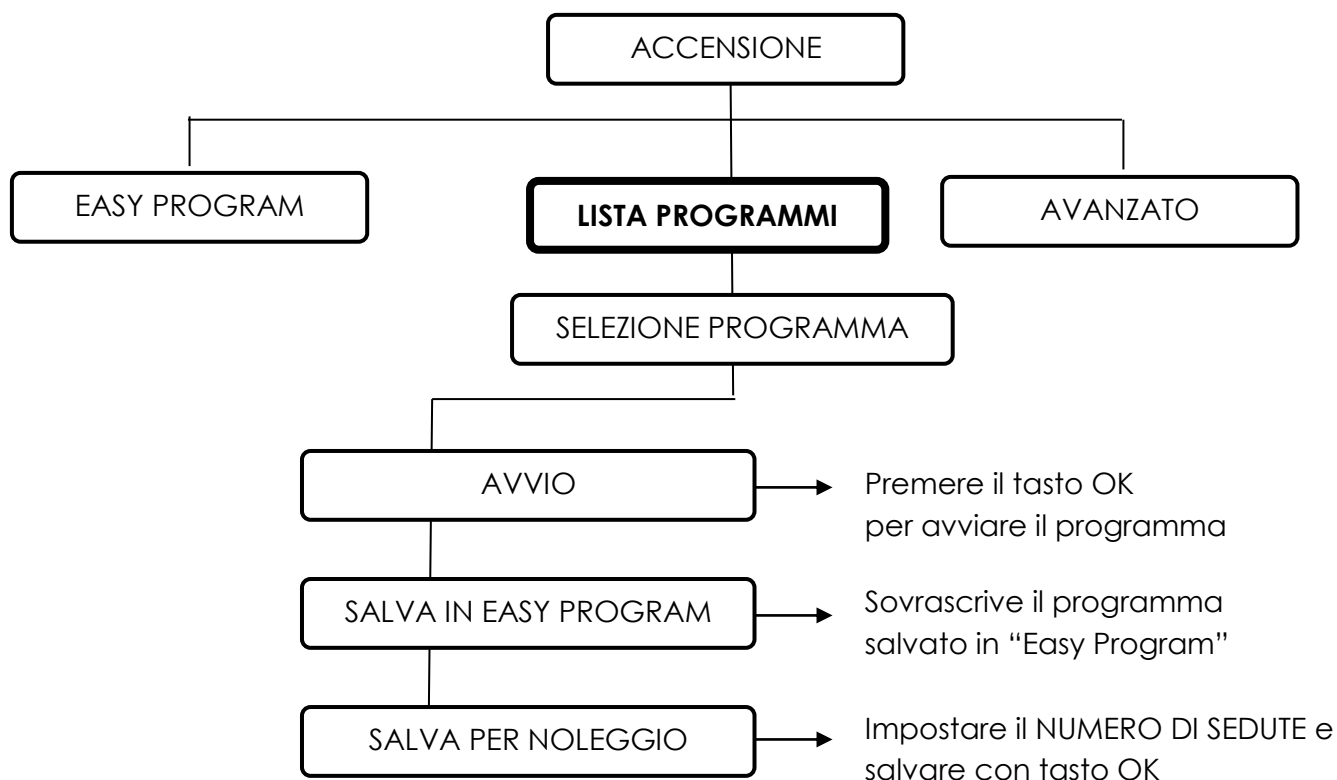 ACCENSIONE
EASY PROGRAM
LISTA PROGRAMMI
AVANZATO
SELEZIONE PROGRAMMA
AVVIO
Premere il tasto OK
per avviare il programma
SALVA IN EASY PROGRAM
Sovrascrive il programma
salvato in “Easy Program”
SALVA PER NOLEGGIO
Impostare il NUMERO DI SEDUTE e
salvare con tasto OK